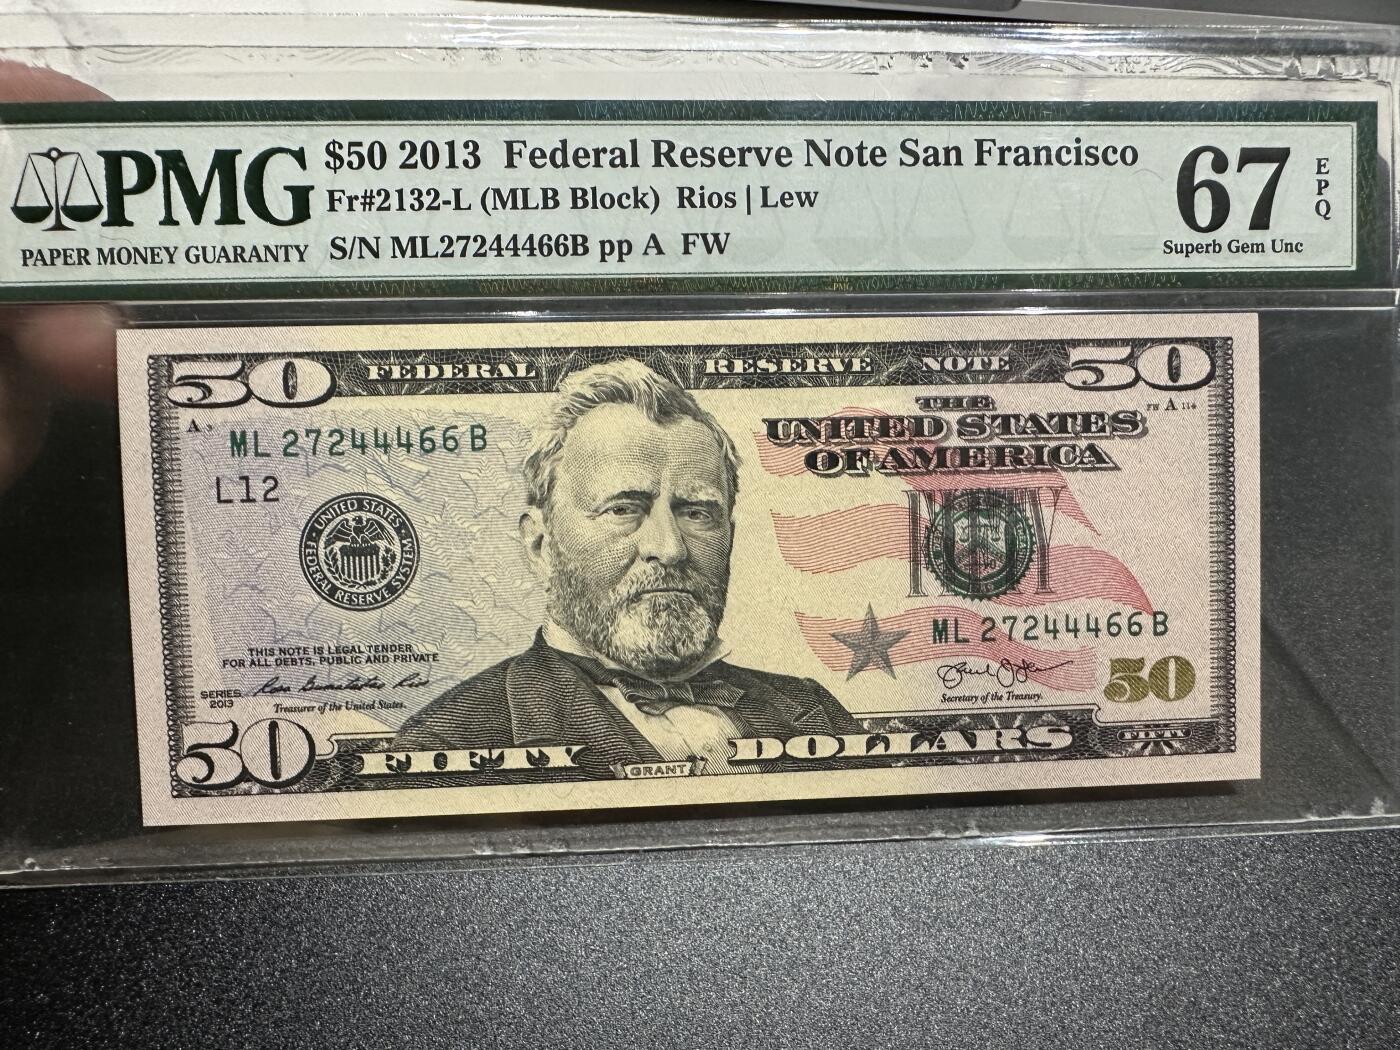 PMG
PAPER MONEY GUARANTY
$50 2013 Federal Reserve Note San Francisco
Fr#2132-L (MLB Block) Rios | Lew
S/N ML27244466B pp A FW
67
EPQ
Superb Gem Unc
50 FEDERAL RESERVE NOTE 50
THE
UNITED STATES
OF AMERICA
ML 27244466 B
L12
UNITED STATES
FEDERAL RESERVE SYSTEM
ML 27244466 B
THIS NOTE IS LEGAL TENDER
FOR ALL DEBTS, PUBLIC AND PRIVATE
SERIES
2013
Treasurer of the United States.
Secretary of the Treasury.
50
50 FIFTY DOLLARS
GRANT
FIFTY